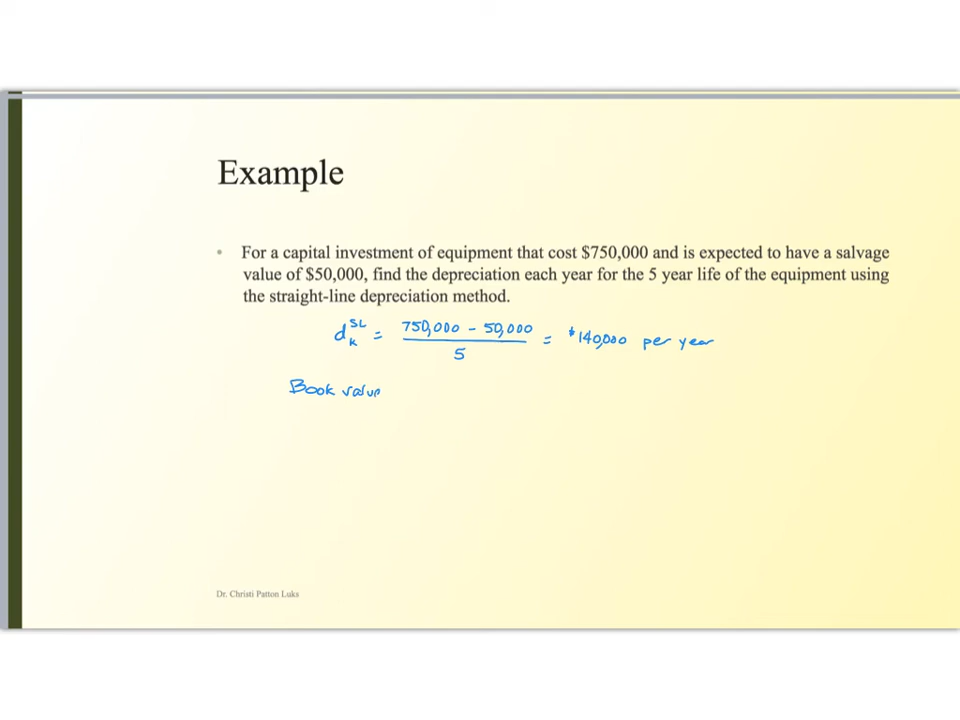 Example
• For a capital investment of equipment that cost $750,000 and is expected to have a salvage
value of $50,000, find the depreciation each year for the 5 year life of the equipment using
the straight-line depreciation method.
d_k^SL = (750,000 - 50,000) / 5 = $140,000 per year
Book value
Dr. Christi Patton Luks